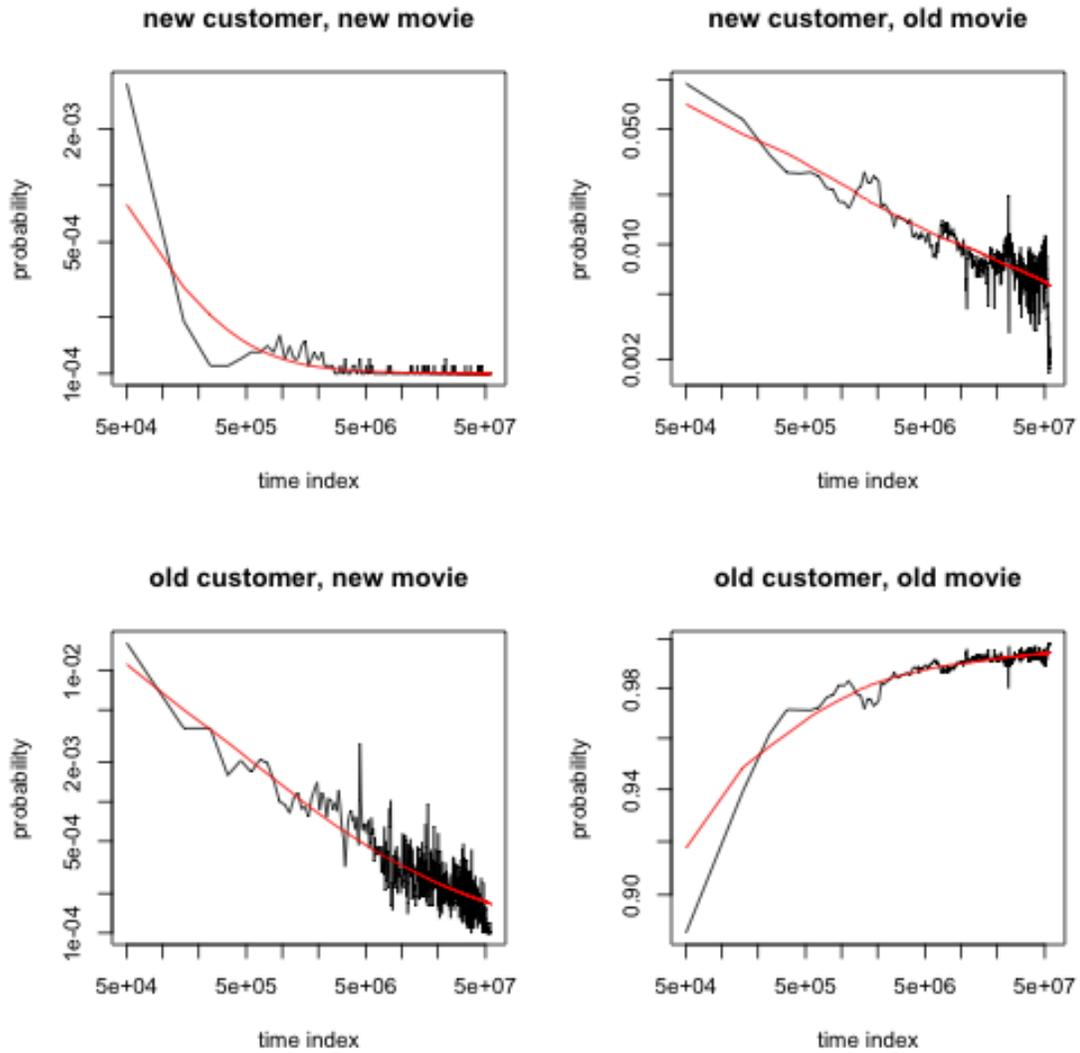 new customer, new movie
probability
2e-03
5e-04
1e-04
5e+04 5e+05 5e+06 5e+07
time index
new customer, old movie
probability
0.050
0.010
0.002
5e+04 5e+05 5e+06 5e+07
time index
old customer, new movie
probability
1e-02
2e-03
5e-04
1e-04
5e+04 5e+05 5e+06 5e+07
time index
old customer, old movie
probability
0.98
0.94
0.90
5e+04 5e+05 5e+06 5e+07
time index